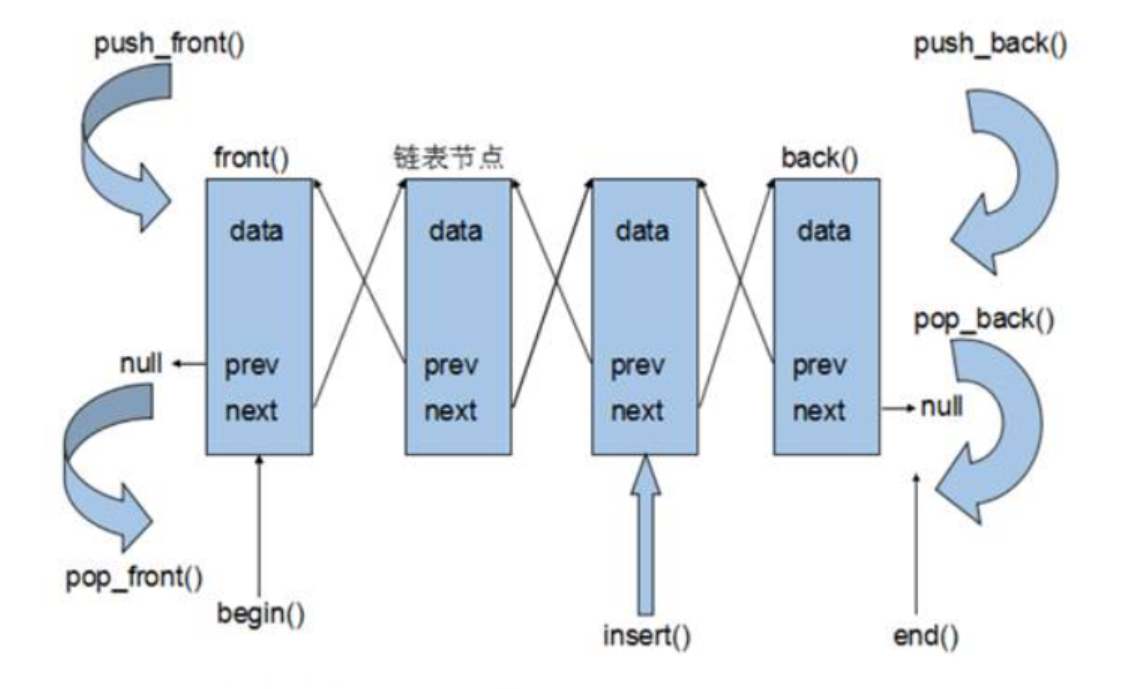 push_front()
push_back()
front()
链表节点
back()
data
data
data
data
pop_back()
null
prev
prev
prev
prev
next
next
next
next
null
pop_front()
begin()
insert()
end()